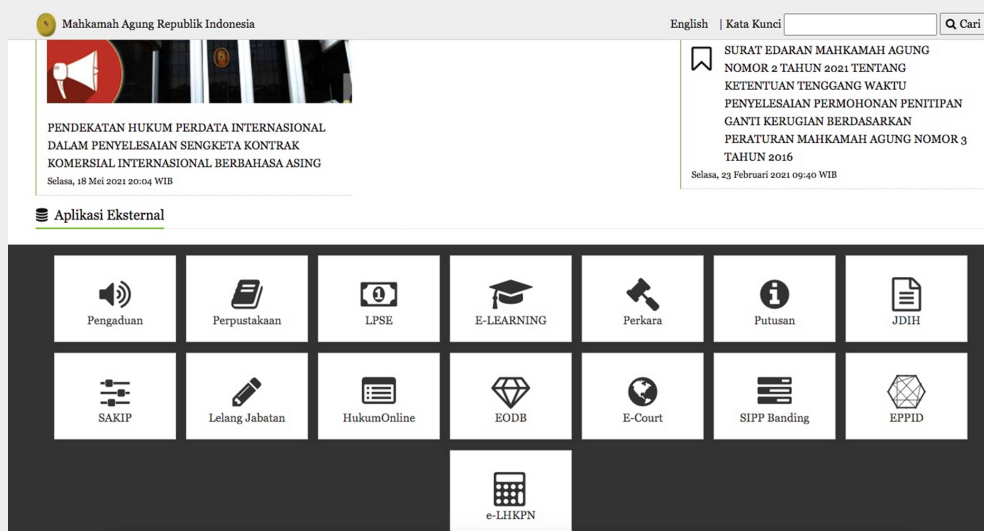 Mahkamah Agung Republik Indonesia
English | Kata Kunci
Cari
PENDEKATAN HUKUM PERDATA INTERNASIONAL
DALAM PENYELESAIAN SENGKETA KONTRAK
KOMERSIAL INTERNASIONAL BERBAHASA ASING
Selasa, 18 Mei 2021 20:04 WIB
SURAT EDARAN MAHKAMAH AGUNG
NOMOR 2 TAHUN 2021 TENTANG
KETENTUAN TENGGANG WAKTU
PENYELESAIAN PERMOHONAN PENITIPAN
GANTI KERUGIAN BERDASARKAN
PERATURAN MAHKAMAH AGUNG NOMOR 3
TAHUN 2016
Selasa, 23 Februari 2021 09:40 WIB
Aplikasi Eksternal
Pengaduan
Perpustakaan
LPSE
E-LEARNING
Perkara
Putusan
JDIH
SAKIP
Lelang Jabatan
HukumOnline
EODB
E-Court
SIPP Banding
EPPID
e-LHKPN